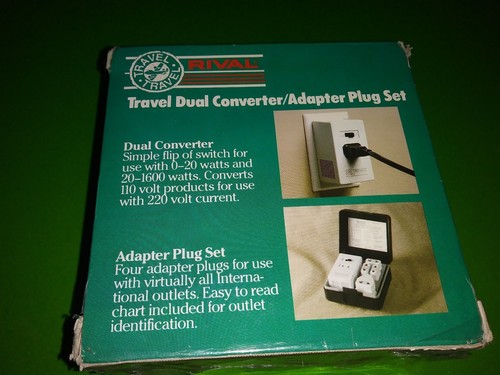 TRAVEL TRAVEL
RIVAL
Travel Dual Converter/Adapter Plug Set
Dual Converter
Simple flip of switch for
use with 0-20 watts and
20-1600 watts. Converts
110 volt products for use
with 220 volt current.
Adapter Plug Set
Four adapter plugs for use
with virtually all Interna-
tional outlets. Easy to read
chart included for outlet
identification.